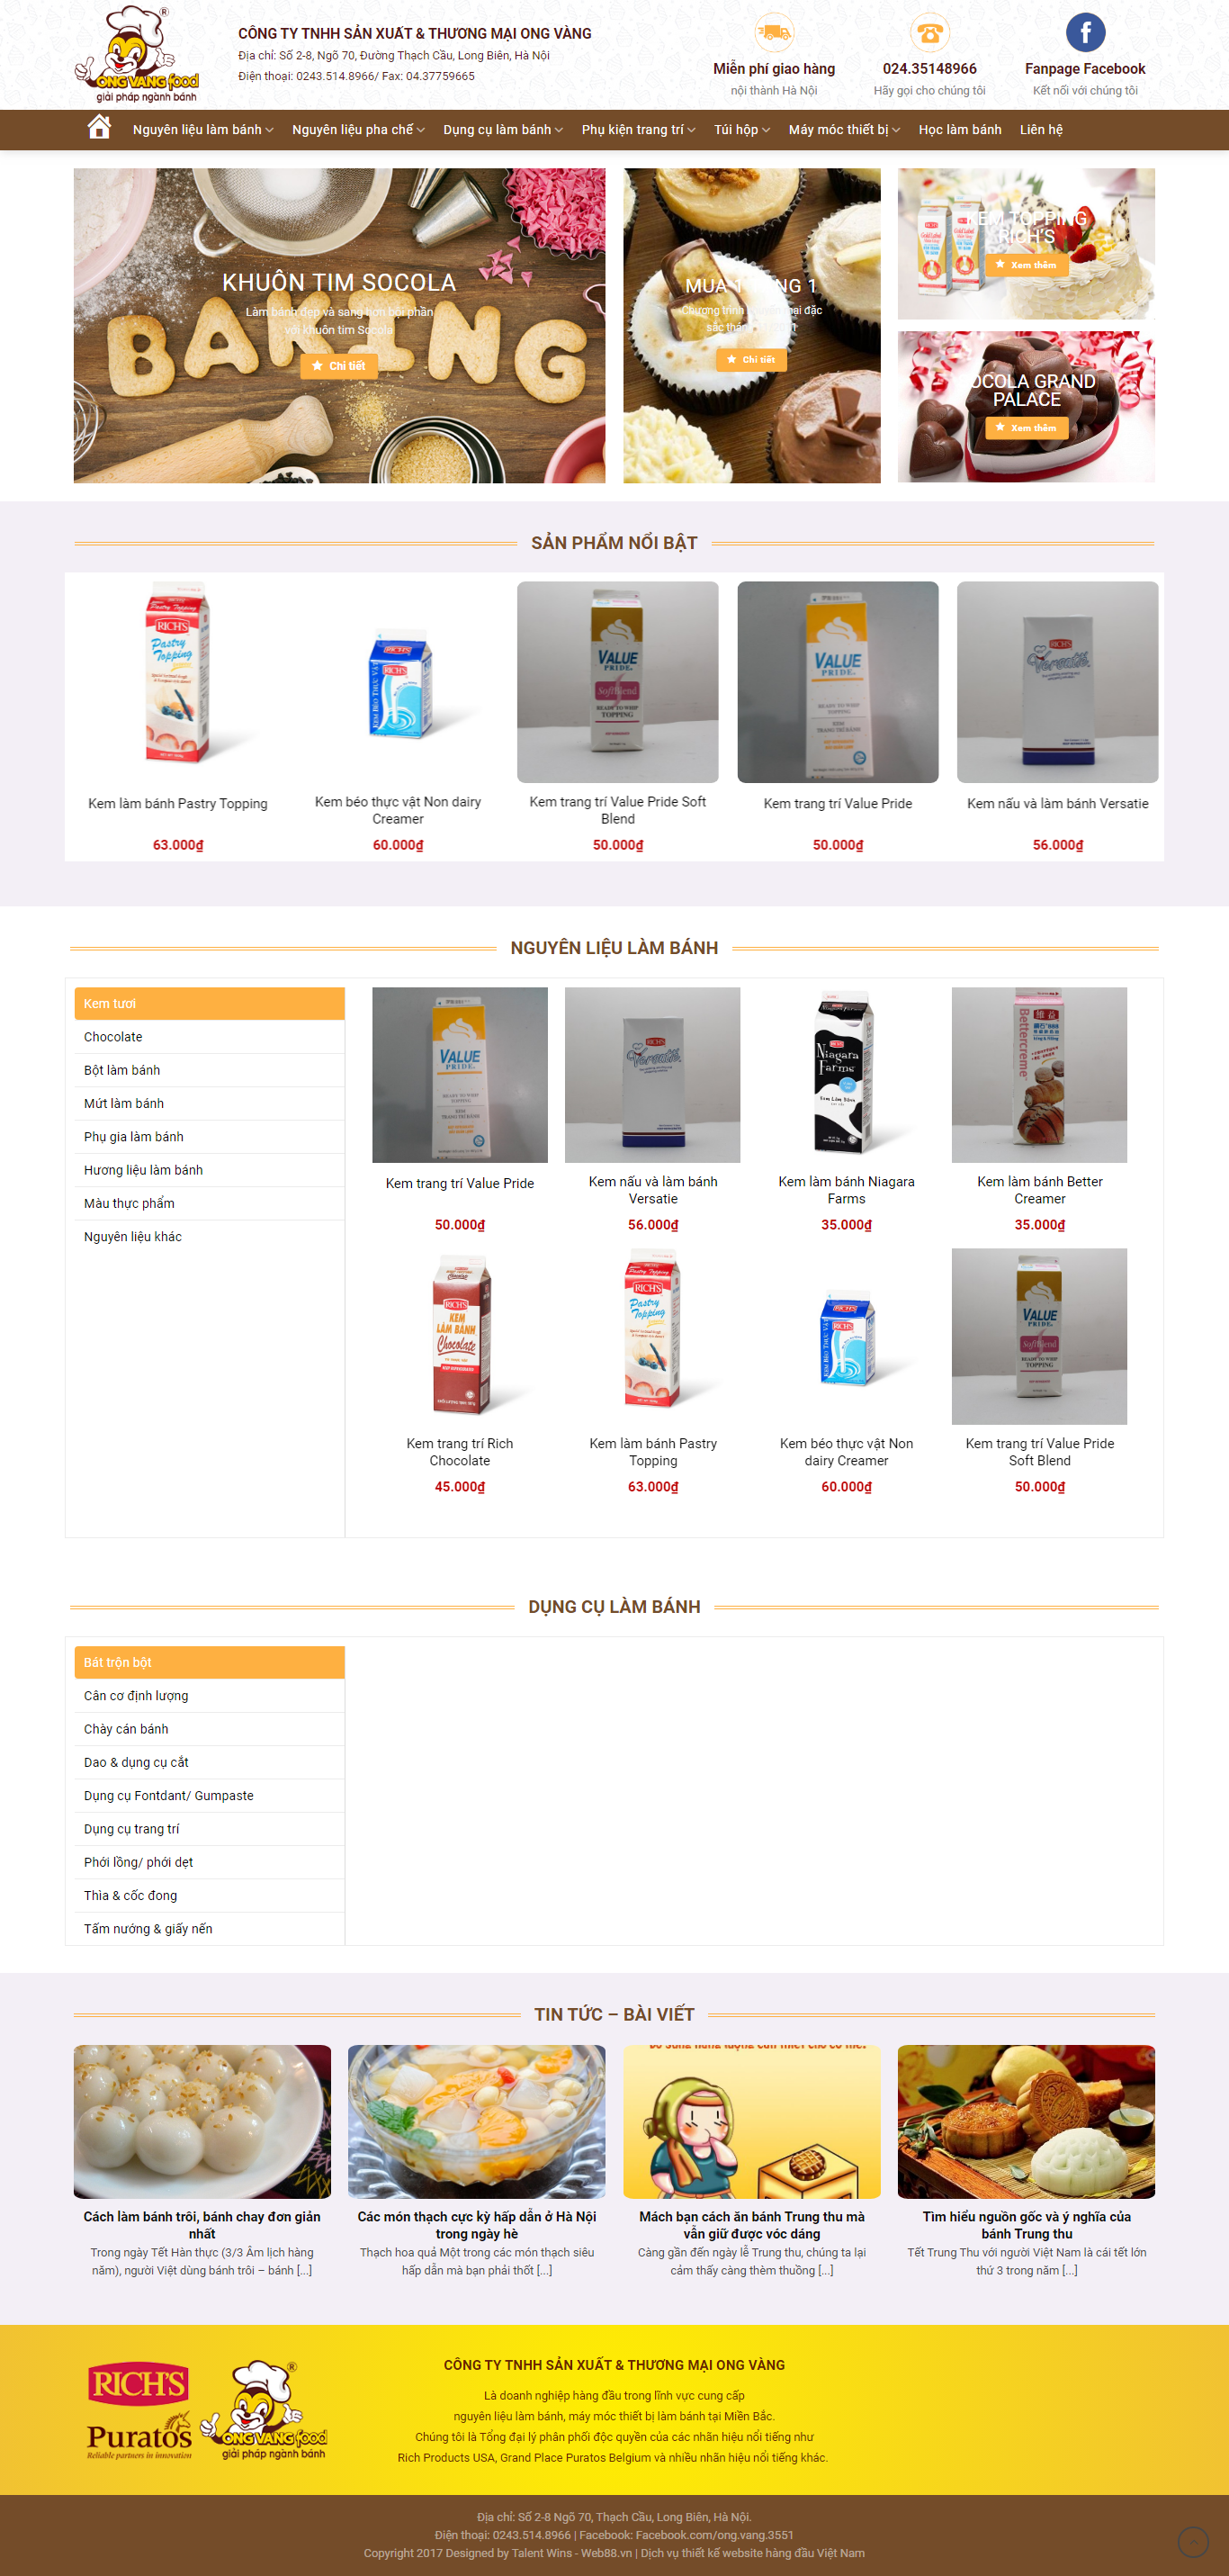 ONG VANG food
giải pháp ngành bánh
CÔNG TY TNHH SẢN XUẤT & THƯƠNG MẠI ONG VÀNG
Địa chỉ: Số 2-8, Ngõ 70, Đường Thạch Cầu, Long Biên, Hà Nội
Điện thoại: 0243.514.8966/ Fax: 04.37759665
Miễn phí giao hàng
nội thành Hà Nội
024.35148966
Hãy gọi cho chúng tôi
Fanpage Facebook
Kết nối với chúng tôi
Nguyên liệu làm bánh
Nguyên liệu pha chế
Dụng cụ làm bánh
Phụ kiện trang trí
Túi hộp
Máy móc thiết bị
Học làm bánh
Liên hệ
BAKING
KHUÔN TIM SOCOLA
Làm bánh đẹp và sang hơn bội phần
với khuôn tim Socola
Chi tiết
MUA 1 TẶNG 1
Chi tiết
KEM TOPPING
RICH'S
Xem thêm
SOCOLA GRAND
PALACE
Xem thêm
SẢN PHẨM NỔI BẬT
Kem làm bánh Pastry Topping
63.000₫
Kem béo thực vật Non dairy
Creamer
60.000₫
Kem trang trí Value Pride Soft
Blend
50.000₫
Kem trang trí Value Pride
50.000₫
Kem nấu và làm bánh Versatie
56.000₫
NGUYÊN LIỆU LÀM BÁNH
Kem tươi
Chocolate
Bột làm bánh
Mứt làm bánh
Phụ gia làm bánh
Hương liệu làm bánh
Màu thực phẩm
Nguyên liệu khác
Kem trang trí Value Pride
50.000₫
Kem nấu và làm bánh
Versatie
56.000₫
Kem làm bánh Niagara
Farms
35.000₫
Kem làm bánh Better
Creamer
35.000₫
Kem trang trí Rich
Chocolate
45.000₫
Kem làm bánh Pastry
Topping
63.000₫
Kem béo thực vật Non
dairy Creamer
60.000₫
Kem trang trí Value Pride
Soft Blend
50.000₫
DỤNG CỤ LÀM BÁNH
Bát trộn bột
Cân cơ định lượng
Chày cán bánh
Dao & dụng cụ cắt
Dụng cụ Fontdant/ Gumpaste
Dụng cụ trang trí
Phới lồng/ phới dẹt
Thìa & cốc đong
Tấm nướng & giấy nến
TIN TỨC – BÀI VIẾT
Cách làm bánh trôi, bánh chay đơn giản
nhất
Trong ngày Tết Hàn thực (3/3 Âm lịch hàng
năm), người Việt dùng bánh trôi – bánh [...]
Các món thạch cực kỳ hấp dẫn ở Hà Nội
trong ngày hè
Thạch hoa quả Một trong các món thạch siêu
hấp dẫn mà bạn phải thốt [...]
Mách bạn cách ăn bánh Trung thu mà
vẫn giữ được vóc dáng
Càng gần đến ngày lễ Trung thu, chúng ta lại
cảm thấy càng thèm thuồng [...]
Tìm hiểu nguồn gốc và ý nghĩa của
bánh Trung thu
Tết Trung Thu với người Việt Nam là cái tết lớn
thứ 3 trong năm [...]
RICH'S
Puratos
Reliable partners in innovation
ONG VANG food
giải pháp ngành bánh
CÔNG TY TNHH SẢN XUẤT & THƯƠNG MẠI ONG VÀNG
Là doanh nghiệp hàng đầu trong lĩnh vực cung cấp
nguyên liệu làm bánh, máy móc thiết bị làm bánh tại Miền Bắc.
Chúng tôi là Tổng đại lý phân phối độc quyền của các nhãn hiệu nổi tiếng như
Rich Products USA, Grand Place Puratos Belgium và nhiều nhãn hiệu nổi tiếng khác.
Địa chỉ: Số 2-8 Ngõ 70, Thạch Cầu, Long Biên, Hà Nội.
Điện thoại: 0243.514.8966 | Facebook: Facebook.com/ong.vang.3551
Copyright 2017 Designed by Talent Wins - Web88.vn | Dịch vụ thiết kế website hàng đầu Việt Nam